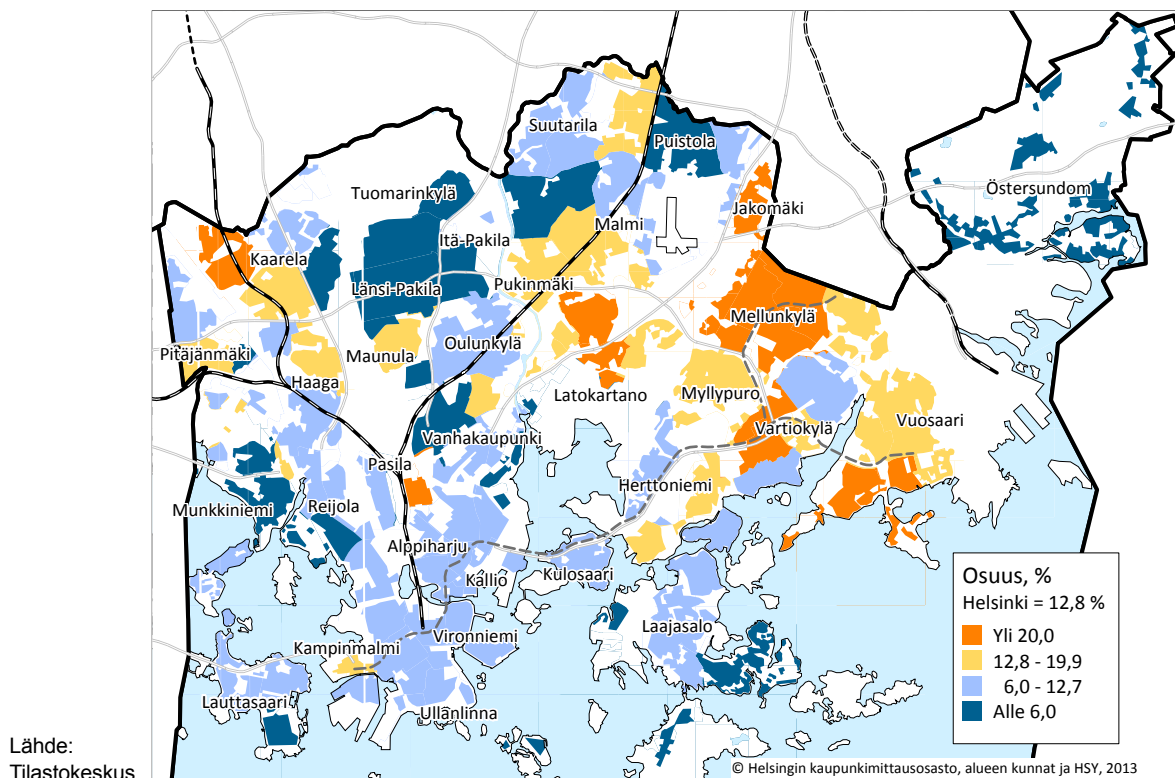 Suutarila
Puistola
Tuomarinkylä
Östersundom
Jakomäki
Malmi
Itä-Pakila
Kaarela
Pukinmäki
Länsi-Pakila
Mellunkylä
Pitäjänmäki
Maunula
Oulunkylä
Haaga
Latokartano
Myllypuro
Vuosaari
Vartiokylä
Vanhakaupunki
Pasila
Herttoniemi
Munkkiniemi
Reijola
Alppiharju
Kallio
Kulosaari
Laajasalo
Vironniemi
Kampinmalmi
Lauttasaari
Ullanlinna
Osuus, %
Helsinki = 12,8 %
Yli 20,0
12,8 - 19,9
6,0 - 12,7
Alle 6,0
Lähde:
Tilastokeskus
© Helsingin kaupunkimittausosasto, alueen kunnat ja HSY, 2013